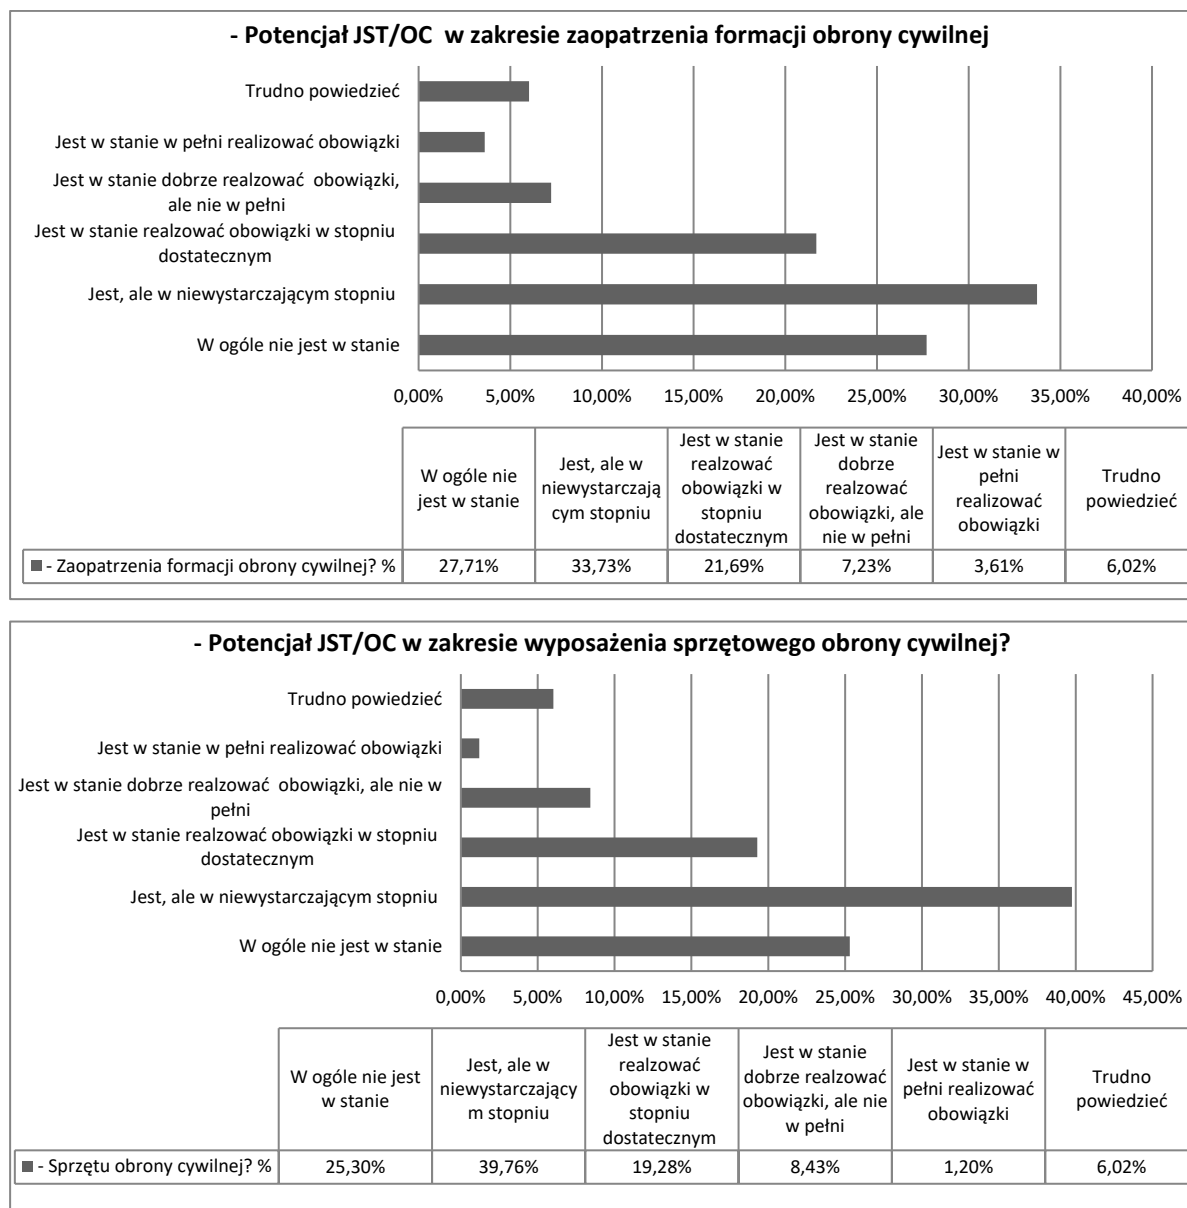 - Potencjał JST/OC w zakresie zaopatrzenia formacji obrony cywilnej
Trudno powiedzieć
Jest w stanie w pełni realizować obowiązki
Jest w stanie dobrze realzować obowiązki,
ale nie w pełni
Jest w stanie realzować obowiązki w stopniu
dostatecznym
Jest, ale w niewystarczającym stopniu
W ogóle nie jest w stanie
0,00% 5,00% 10,00% 15,00% 20,00% 25,00% 30,00% 35,00% 40,00%
W ogóle nie
jest w stanie
Jest, ale w
niewystarczają
cym stopniu
Jest w stanie
realzować
obowiązki w
stopniu
dostatecznym
Jest w stanie
dobrze
realzować
obowiązki, ale
nie w pełni
Jest w stanie w
pełni
realizować
obowiązki
Trudno
powiedzieć
- Zaopatrzenia formacji obrony cywilnej? % 27,71% 33,73% 21,69% 7,23% 3,61% 6,02%
- Potencjał JST/OC w zakresie wyposażenia sprzętowego obrony cywilnej?
Trudno powiedzieć
Jest w stanie w pełni realizować obowiązki
Jest w stanie dobrze realzować obowiązki, ale nie w
pełni
Jest w stanie realzować obowiązki w stopniu
dostatecznym
Jest, ale w niewystarczającym stopniu
W ogóle nie jest w stanie
0,00% 5,00% 10,00% 15,00% 20,00% 25,00% 30,00% 35,00% 40,00% 45,00%
W ogóle nie jest
w stanie
Jest, ale w
niewystarczający
m stopniu
Jest w stanie
realzować
obowiązki w
stopniu
dostatecznym
Jest w stanie
dobrze realzować
obowiązki, ale nie
w pełni
Jest w stanie w
pełni realizować
obowiązki
Trudno
powiedzieć
- Sprzętu obrony cywilnej? % 25,30% 39,76% 19,28% 8,43% 1,20% 6,02%